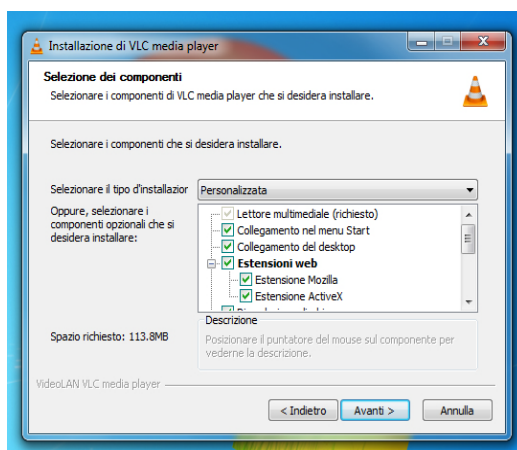 Installazione di VLC media player
Selezione dei componenti
Selezionare i componenti di VLC media player che si desidera installare.
Selezionare i componenti che si desidera installare.
Selezionare il tipo d'installazior
Personalizzata
Oppure, selezionare i
componenti opzionali che si
desidera installare:
Lettore multimediale (richiesto)
Collegamento nel menu Start
Collegamento del desktop
Estensioni web
Estensione Mozilla
Estensione ActiveX
Spazio richiesto: 113.8MB
Descrizione
Posizionare il puntatore del mouse sul componente per
vederne la descrizione.
VideoLAN VLC media player
< Indietro
Avanti >
Annulla